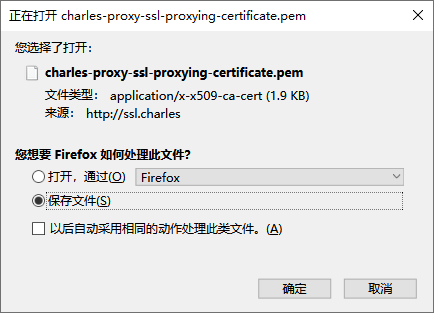 正在打开 charles-proxy-ssl-proxying-certificate.pem
您选择了打开:
charles-proxy-ssl-proxying-certificate.pem
文件类型: application/x-x509-ca-cert (1.9 KB)
来源: http://ssl.charles
您想要 Firefox 如何处理此文件?
打开，通过(O) Firefox
保存文件(S)
以后自动采用相同的动作处理此类文件。(A)
确定 取消